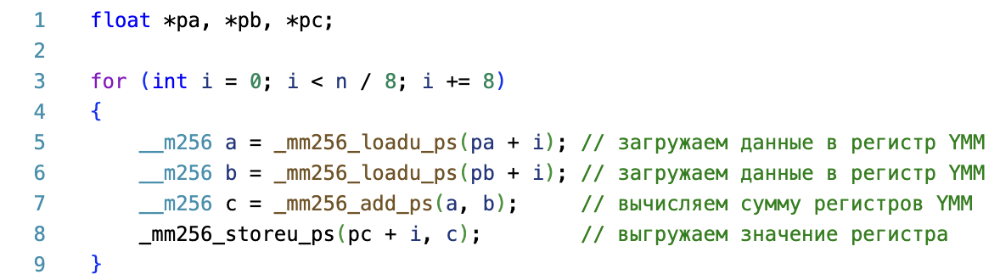 1 float *pa, *pb, *pc;
2
3 for (int i = 0; i < n / 8; i += 8)
4 {
5     __m256 a = _mm256_loadu_ps(pa + i); // загружаем данные в регистр YMM
6     __m256 b = _mm256_loadu_ps(pb + i); // загружаем данные в регистр YMM
7     __m256 c = _mm256_add_ps(a, b);     // вычисляем сумму регистров YMM
8     _mm256_storeu_ps(pc + i, c);        // выгружаем значение регистра
9 }